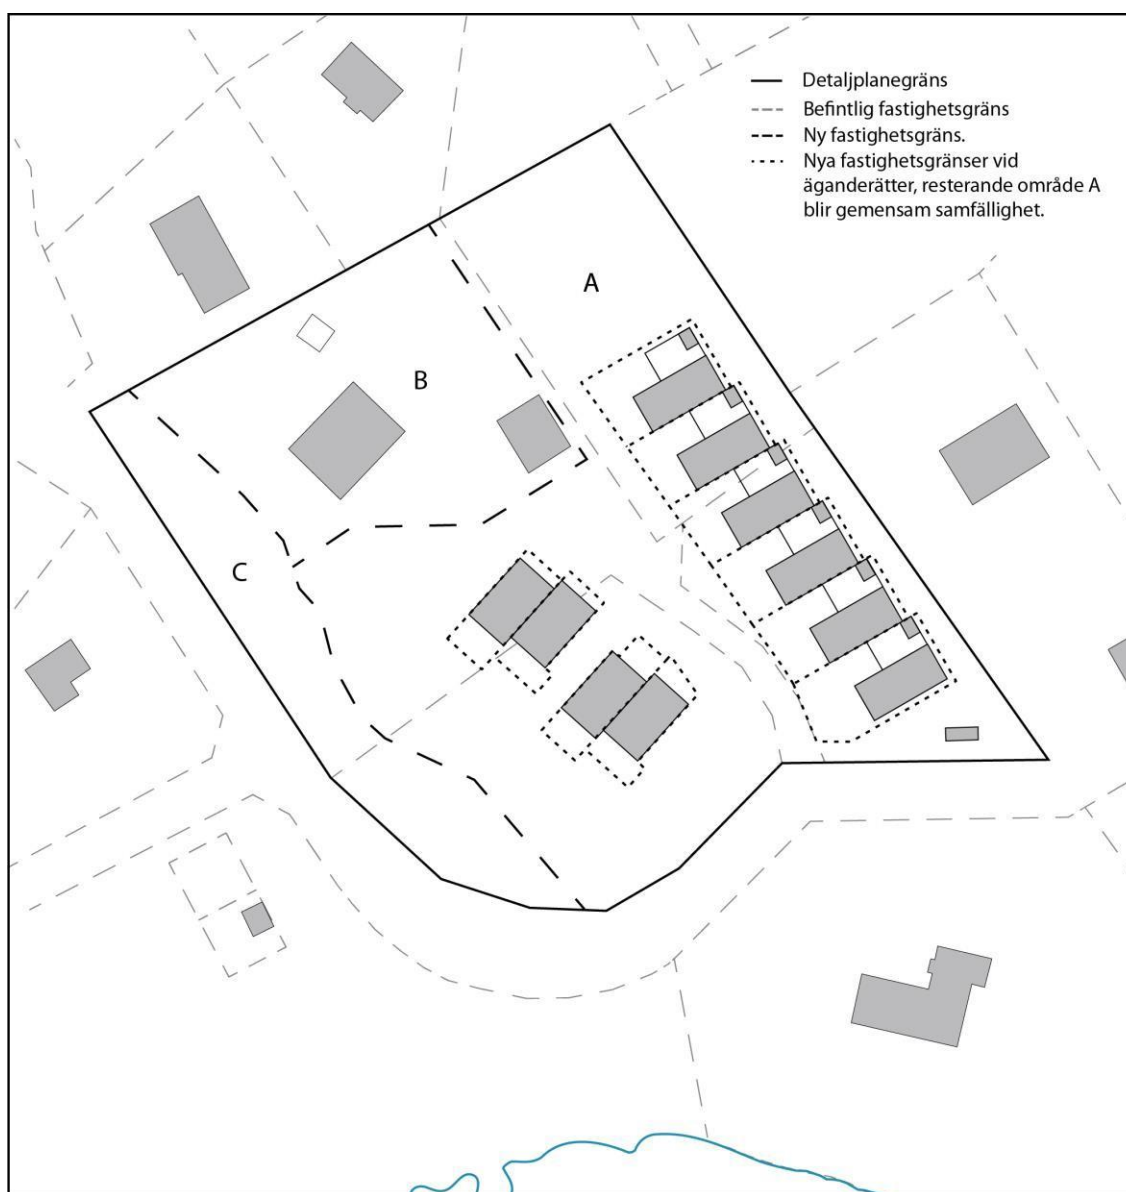 Detaljplanegräns
Befintlig fastighetsgräns
Ny fastighetsgräns.
Nya fastighetsgränser vid
äganderätter, resterande område A
blir gemensam samfällighet.
A
B
C